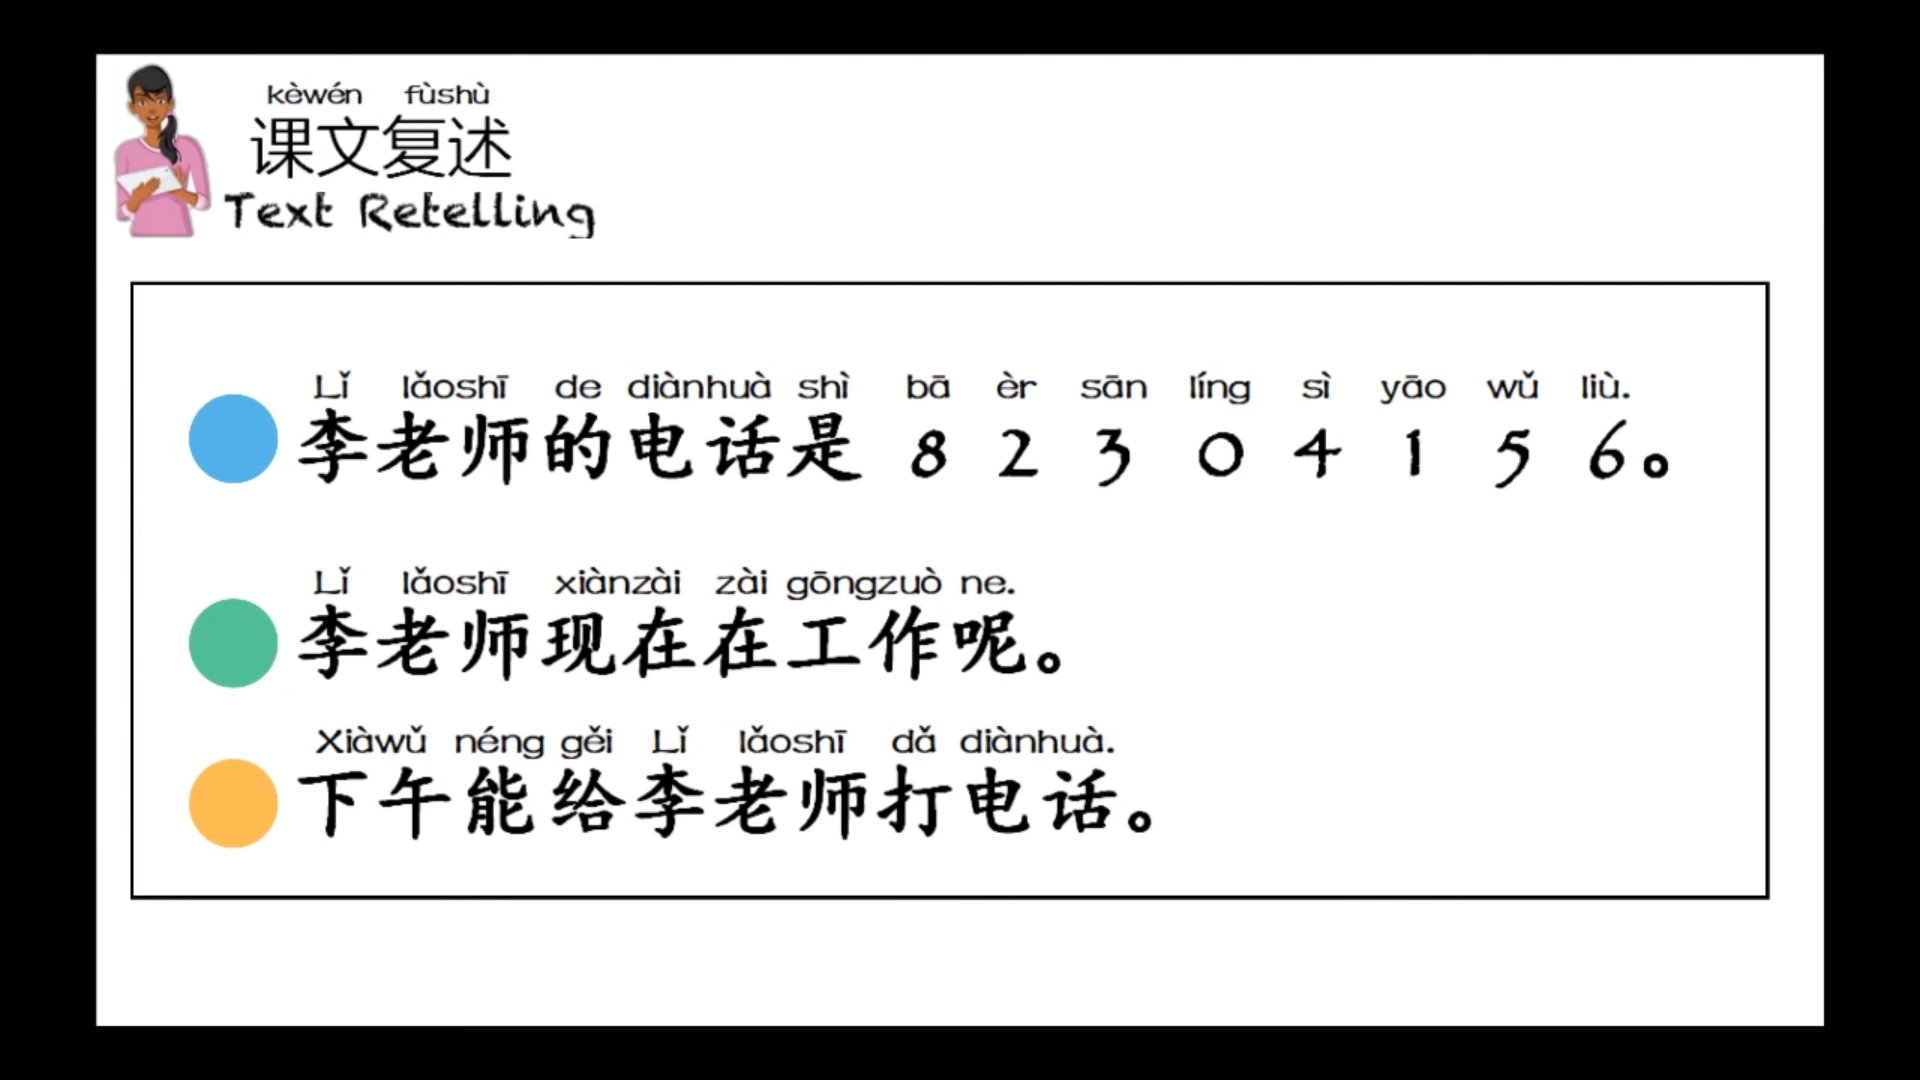 kèwén fùshù
课文复述
Text Retelling
Lǐ lǎoshī de diànhuà shì bā èr sān líng sì yāo wǔ liù.
李老师的电话是 8 2 3 0 4 1 5 6。
Lǐ lǎoshī xiànzài zài gōngzuò ne.
李老师现在在工作呢。
Xiàwǔ néng gěi Lǐ lǎoshī dǎ diànhuà.
下午能给李老师打电话。